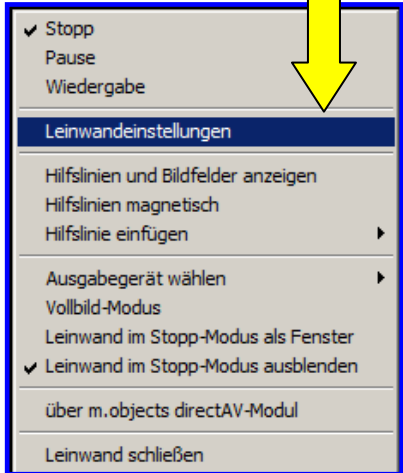 Stopp
Pause
Wiedergabe
Leinwandeinstellungen
Hilfslinien und Bildfelder anzeigen
Hilfslinien magnetisch
Hilfslinie einfügen
Ausgabegerät wählen
Vollbild-Modus
Leinwand im Stopp-Modus als Fenster
Leinwand im Stopp-Modus ausblenden
über m.objects directAV-Modul
Leinwand schließen